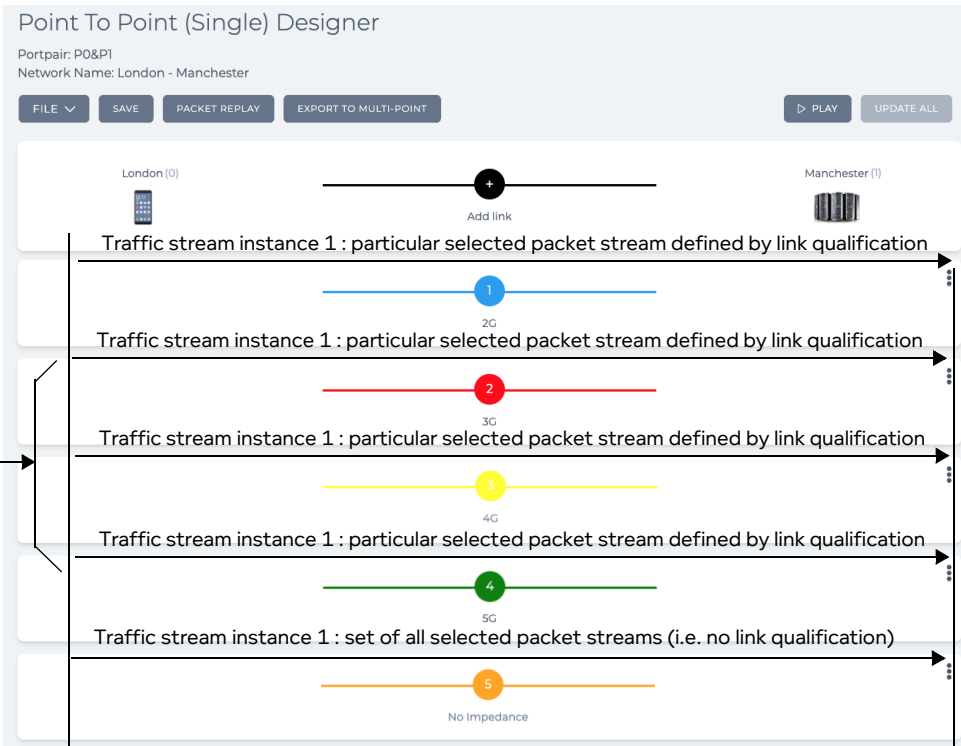 Point To Point (Single) Designer
Portpair: P0&P1
Network Name: London - Manchester
FILE SAVE PACKET REPLAY EXPORT TO MULTI-POINT PLAY UPDATE ALL
London (0) Manchester (1)
+
Add link
Traffic stream instance 1 : particular selected packet stream defined by link qualification
1
2G
Traffic stream instance 1 : particular selected packet stream defined by link qualification
2
3G
Traffic stream instance 1 : particular selected packet stream defined by link qualification
3
4G
Traffic stream instance 1 : particular selected packet stream defined by link qualification
4
5G
Traffic stream instance 1 : set of all selected packet streams (i.e. no link qualification)
5
No Impedance